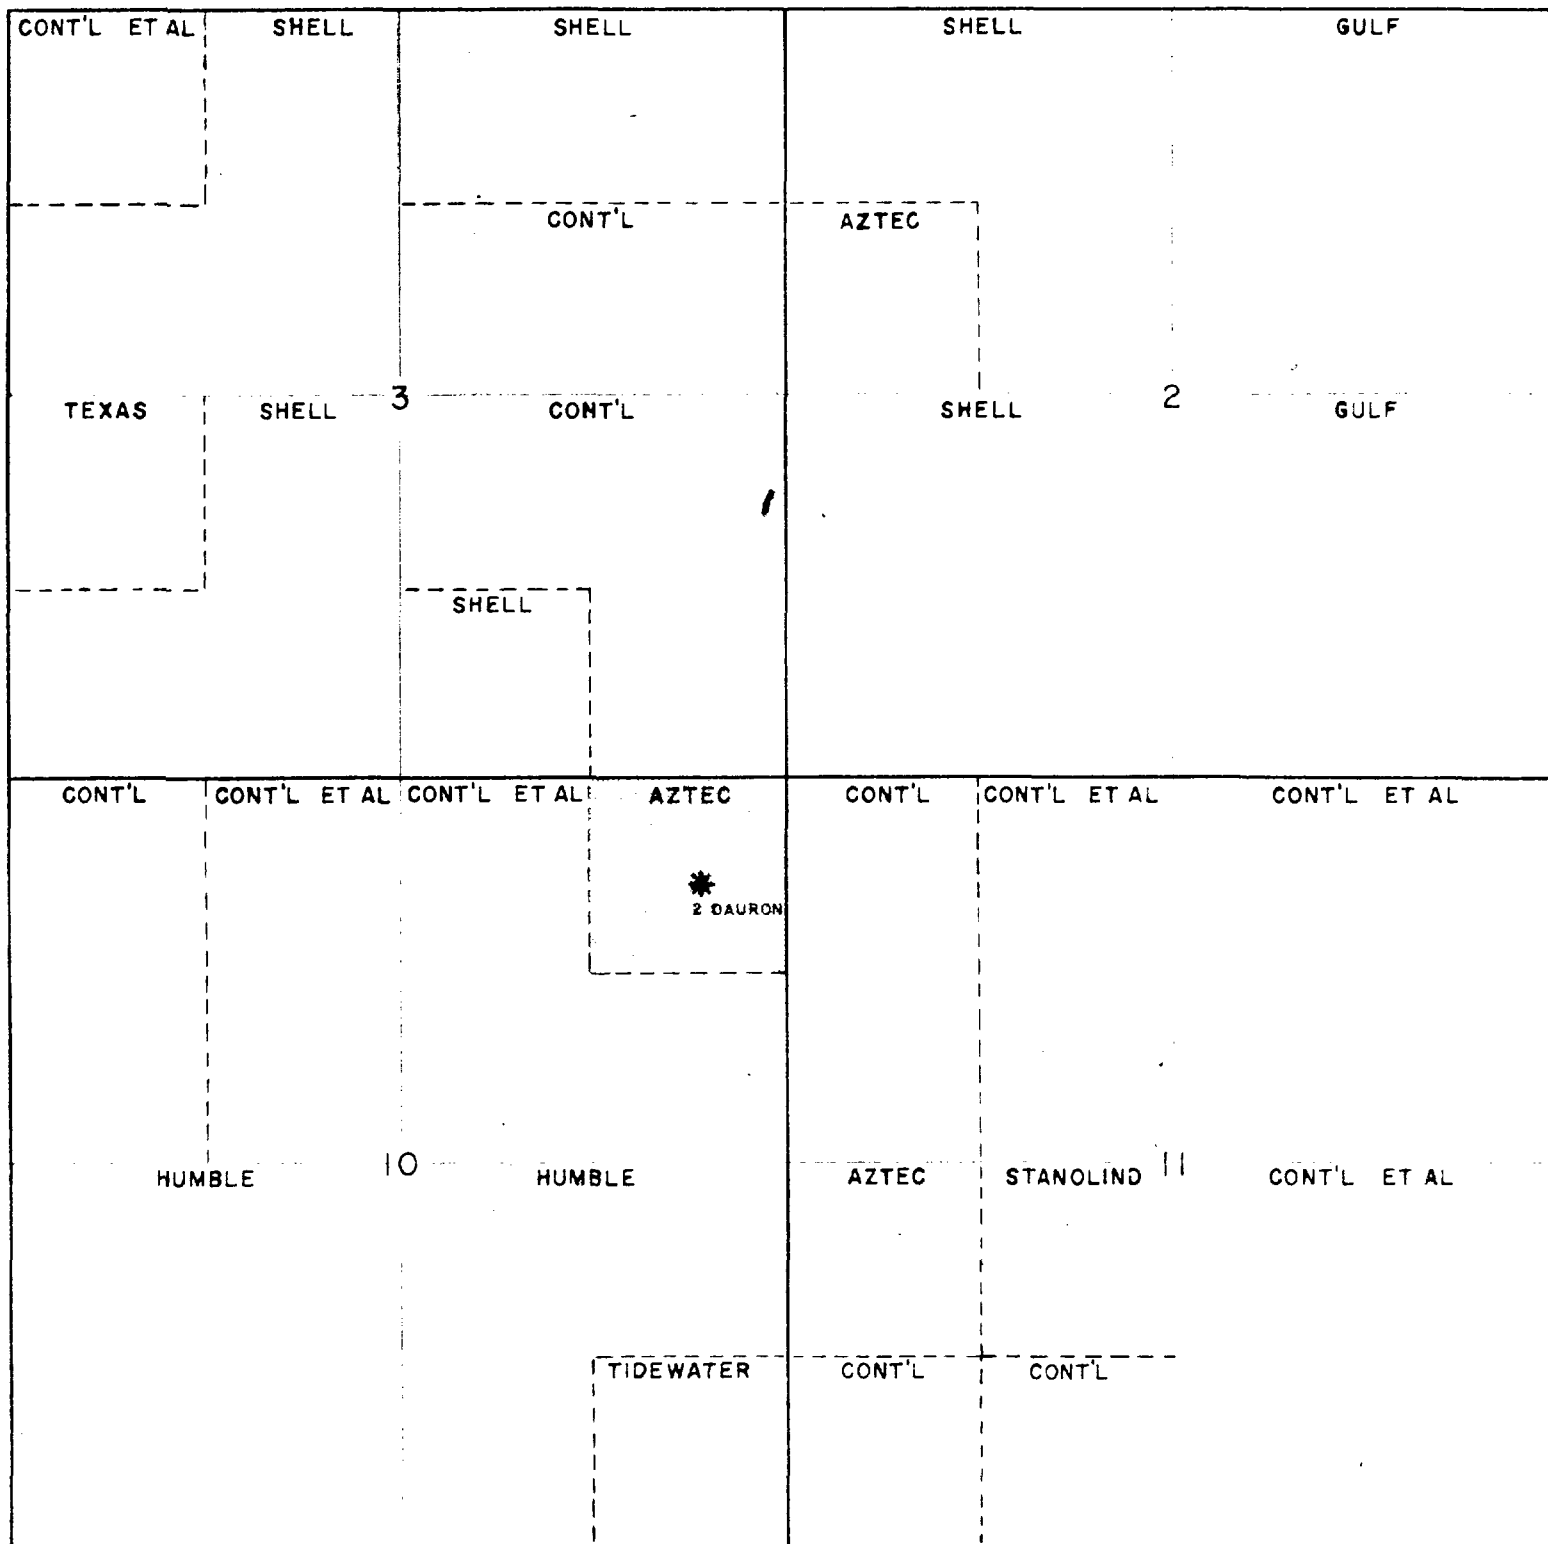 CONT'L ET AL SHELL SHELL SHELL GULF
CONT'L AZTEC
3 2
TEXAS SHELL CONT'L SHELL GULF
SHELL
CONT'L CONT'L ET AL CONT'L ET AL AZTEC CONT'L CONT'L ET AL CONT'L ET AL
2 DAURON
10 11
HUMBLE HUMBLE AZTEC STANOLIND CONT'L ET AL
TIDEWATER CONT'L CONT'L